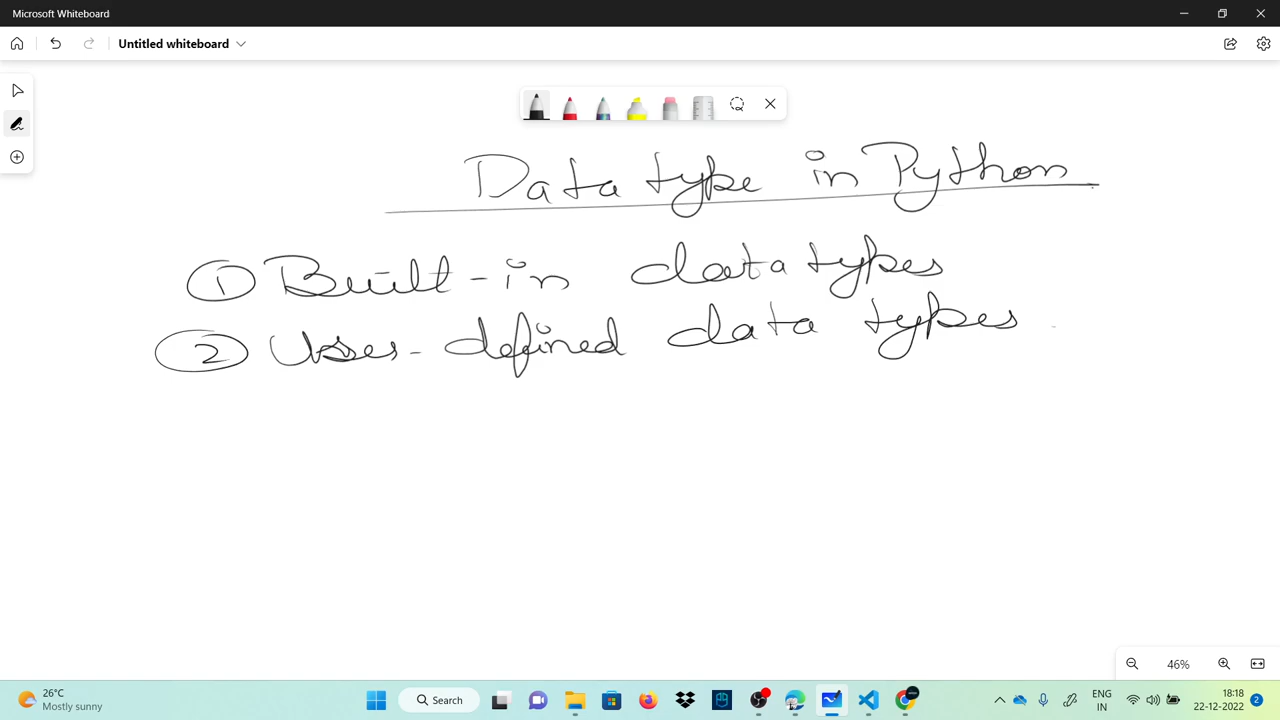 Microsoft Whiteboard
Untitled whiteboard
Data type in Python
① Built-in data types
② User-defined data types
46%
26°C
Mostly sunny
Search
ENG
IN
18:18
22-12-2022
2